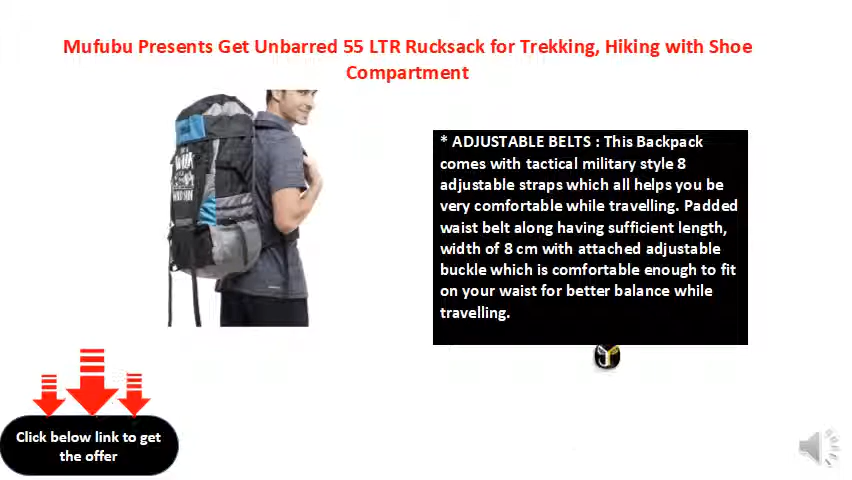 Mufubu Presents Get Unbarred 55 LTR Rucksack for Trekking, Hiking with Shoe
Compartment
* ADJUSTABLE BELTS : This Backpack
comes with tactical military style 8
adjustable straps which all helps you be
very comfortable while travelling. Padded
waist belt along having sufficient length,
width of 8 cm with attached adjustable
buckle which is comfortable enough to fit
on your waist for better balance while
travelling.
Click below link to get
the offer